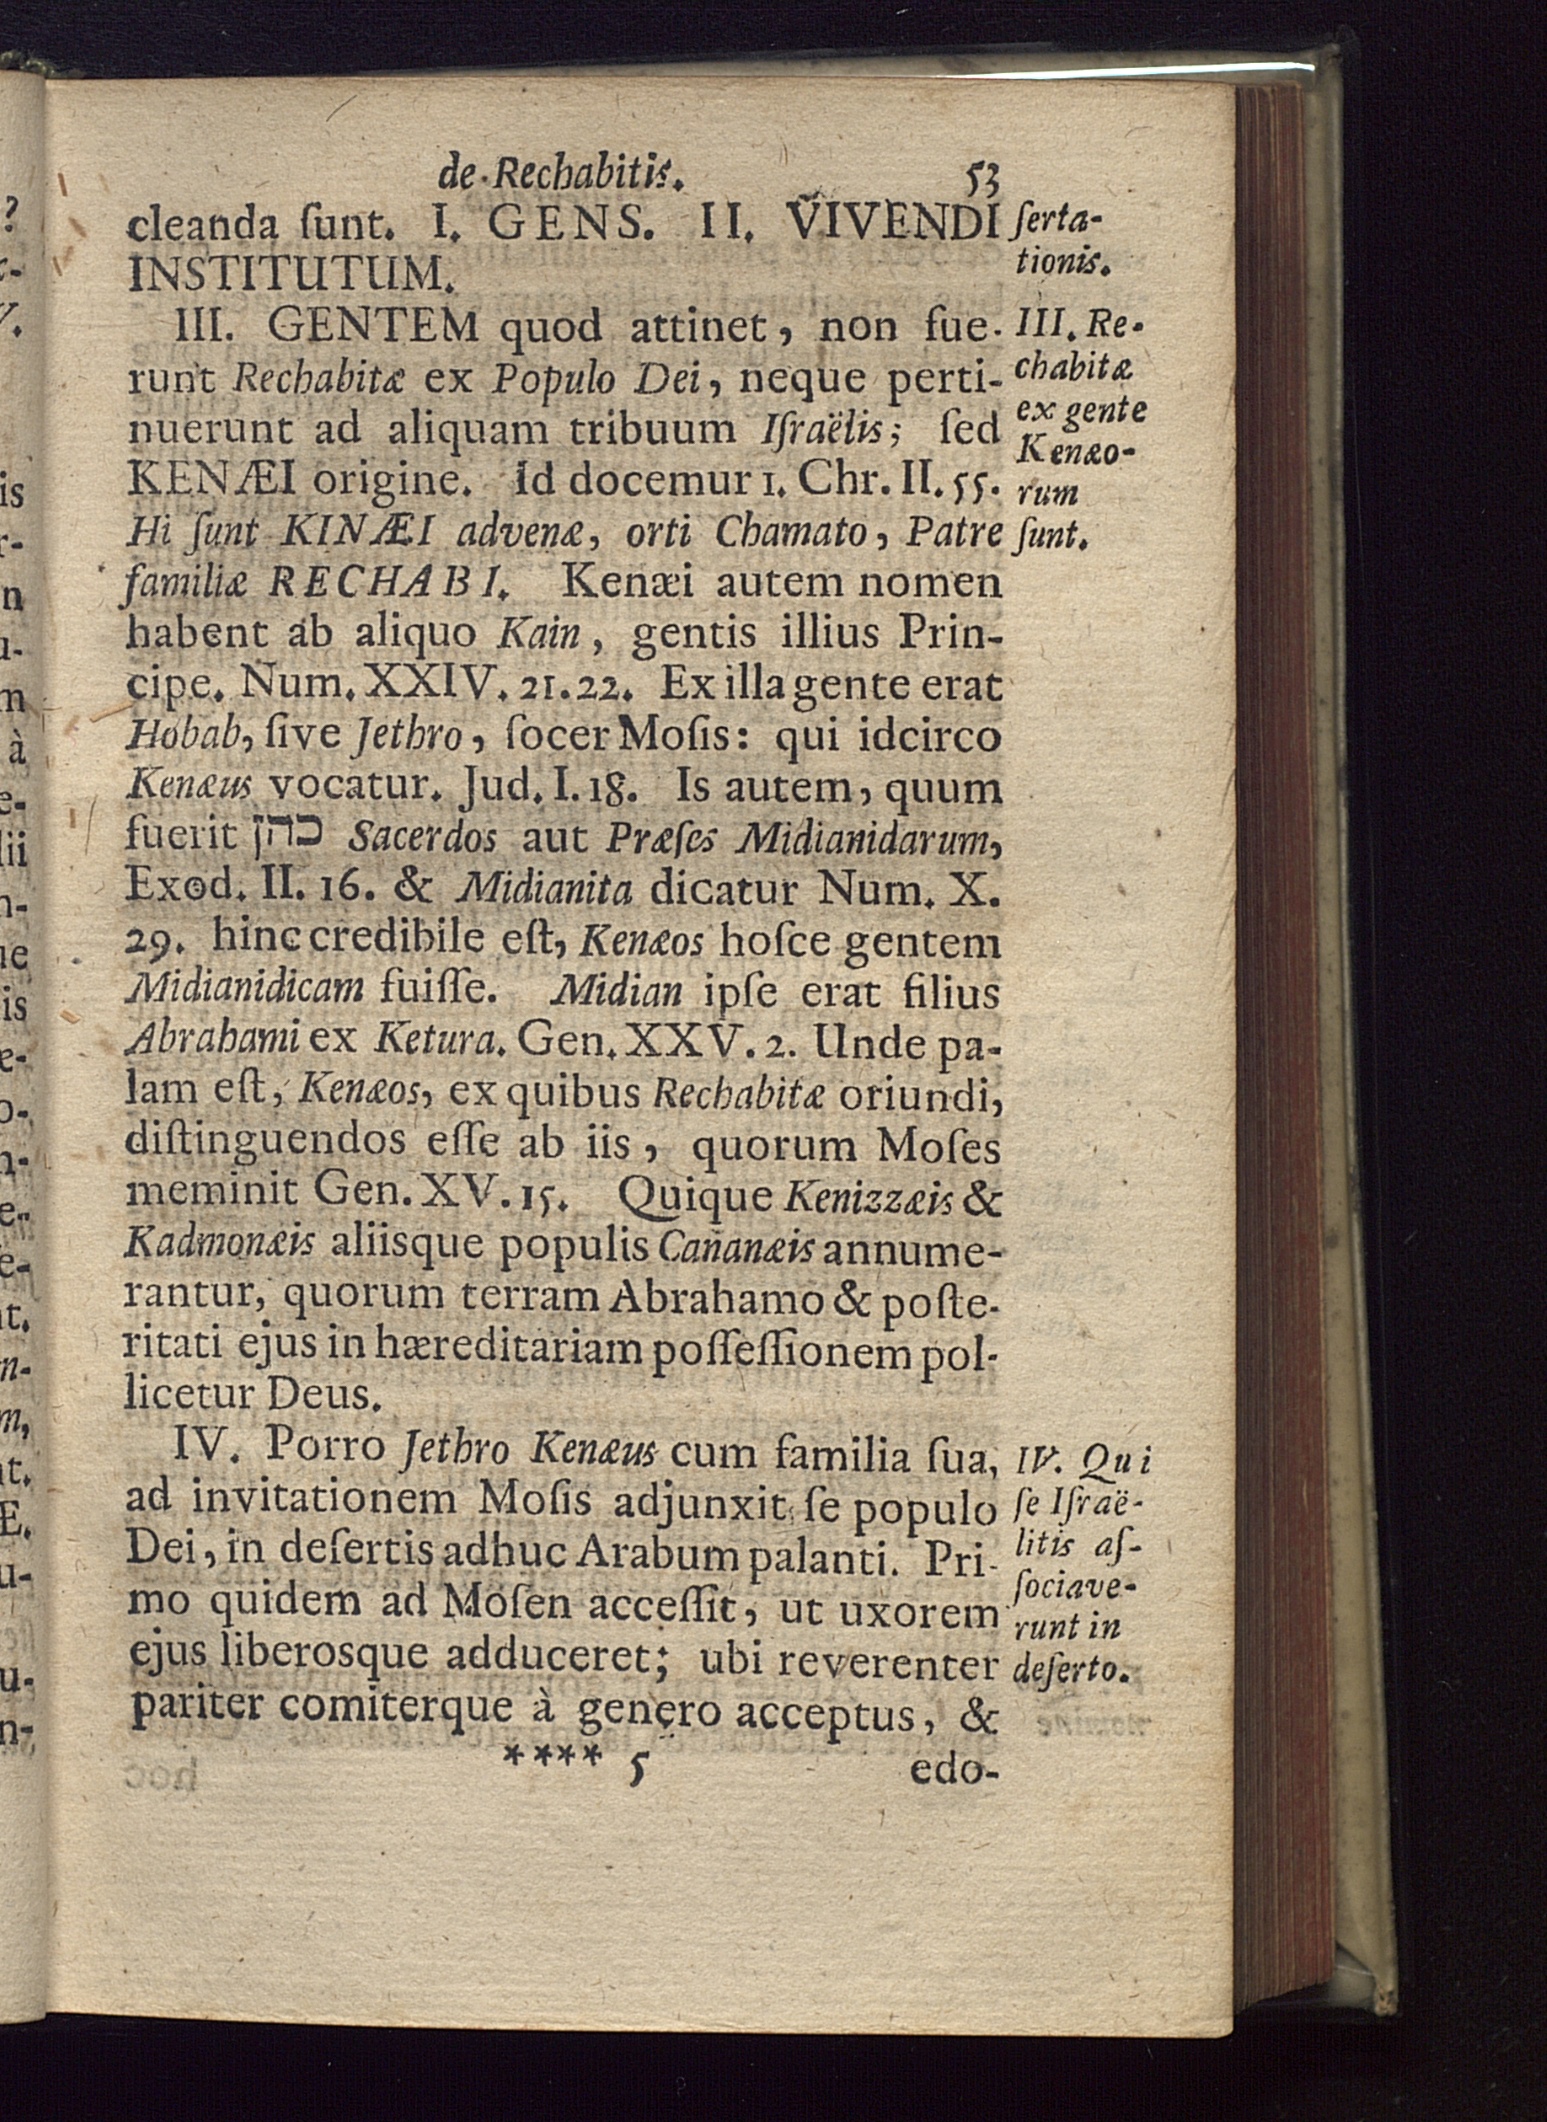 de Rechabitis. 53
cleanda ſunt. I. GENS. II. VIVENDI
INSTITUTUM.
ſerta-
tionis.
III. GENTEM quod attinet, non fue-
runt Rechabitæ ex Populo Dei, neque perti-
nuerunt ad aliquam tribuum Iſraëlis; ſed
KENÆI origine. Id docemur 1. Chr. II. 55.
Hi ſunt KINÆI advenæ, orti Chamato, Patre
familiæ RECHABI. Kenæi autem nomen
habent ab aliquo Kain, gentis illius Prin-
cipe. Num. XXIV. 21. 22. Ex illa gente erat
Hobab, ſive Jethro, ſocer Moſis: qui idcirco
Kenæus vocatur. Jud. I. 18. Is autem, quum
fuerit כהן Sacerdos aut Præſes Midianidarum,
Exod. II. 16. & Midianita dicatur Num. X.
29. hinc credibile eſt, Kenæos hoſce gentem
Midianidicam fuiſſe. Midian ipſe erat filius
Abrahami ex Ketura. Gen. XXV. 2. Unde pa-
lam eſt, Kenæos, ex quibus Rechabitæ oriundi,
diſtinguendos eſſe ab iis, quorum Moſes
meminit Gen. XV. 15. Quique Kenizzæis &
Kadmonæis aliisque populis Cañanæis annume-
rantur, quorum terram Abrahamo & poſte-
ritati ejus in hæreditariam poſſeſſionem pol-
licetur Deus.
III. Re-
chabitæ
ex gente
Kenæo-
rum
ſunt.
IV. Porro Jethro Kenæus cum familia ſua,
ad invitationem Moſis adjunxit ſe populo
Dei, in deſertis adhuc Arabum palanti. Pri-
mo quidem ad Moſen acceſſit, ut uxorem
ejus liberosque adduceret; ubi reverenter
pariter comiterque à genero acceptus, &
IV. Qui
ſe Iſraë-
litis aſ-
ſociave-
runt in
deſerto.
**** 5 edo-